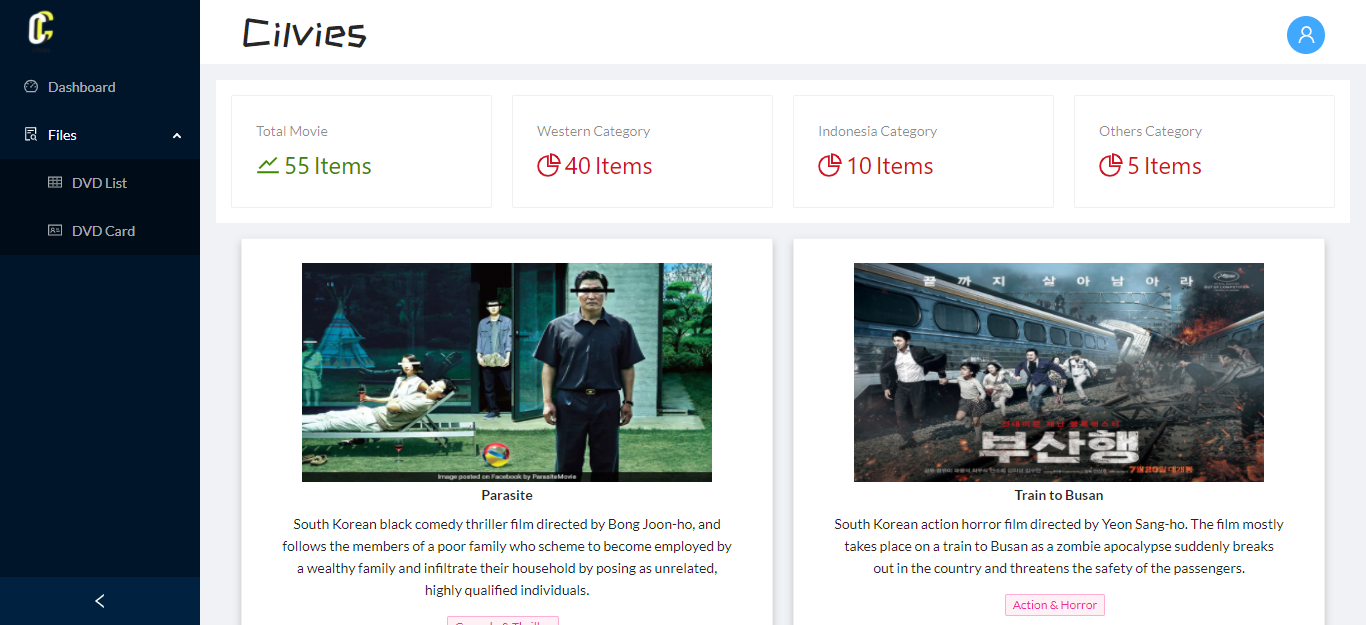 Cilvies
Dashboard
Files
DVD List
DVD Card
Total Movie
55 Items
Western Category
40 Items
Indonesia Category
10 Items
Others Category
5 Items
Image posted on Facebook by ParasiteMovie
Parasite
South Korean black comedy thriller film directed by Bong Joon-ho, and
follows the members of a poor family who scheme to become employed by
a wealthy family and infiltrate their household by posing as unrelated,
highly qualified individuals.
끝까지 살아남아라
부산행
7월20일 대개봉
Train to Busan
South Korean action horror film directed by Yeon Sang-ho. The film mostly
takes place on a train to Busan as a zombie apocalypse suddenly breaks
out in the country and threatens the safety of the passengers.
Action & Horror